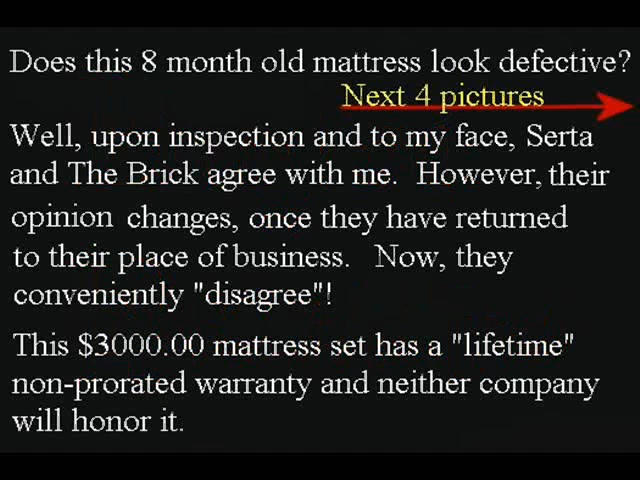 Does this 8 month old mattress look defective?
Next 4 pictures
Well, upon inspection and to my face, Serta
and The Brick agree with me. However, their
opinion changes, once they have returned
to their place of business. Now, they
conveniently "disagree"!
This $3000.00 mattress set has a "lifetime"
non-prorated warranty and neither company
will honor it.